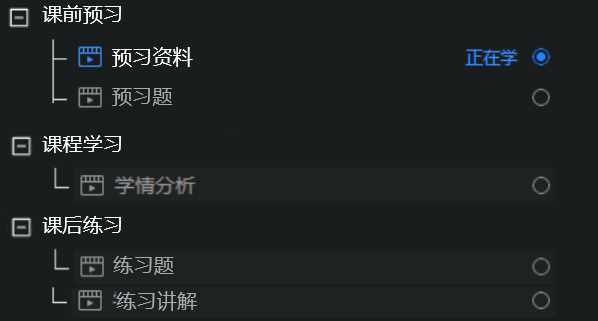 课前预习
预习资料 正在学
预习题
课程学习
学情分析
课后练习
练习题
练习讲解